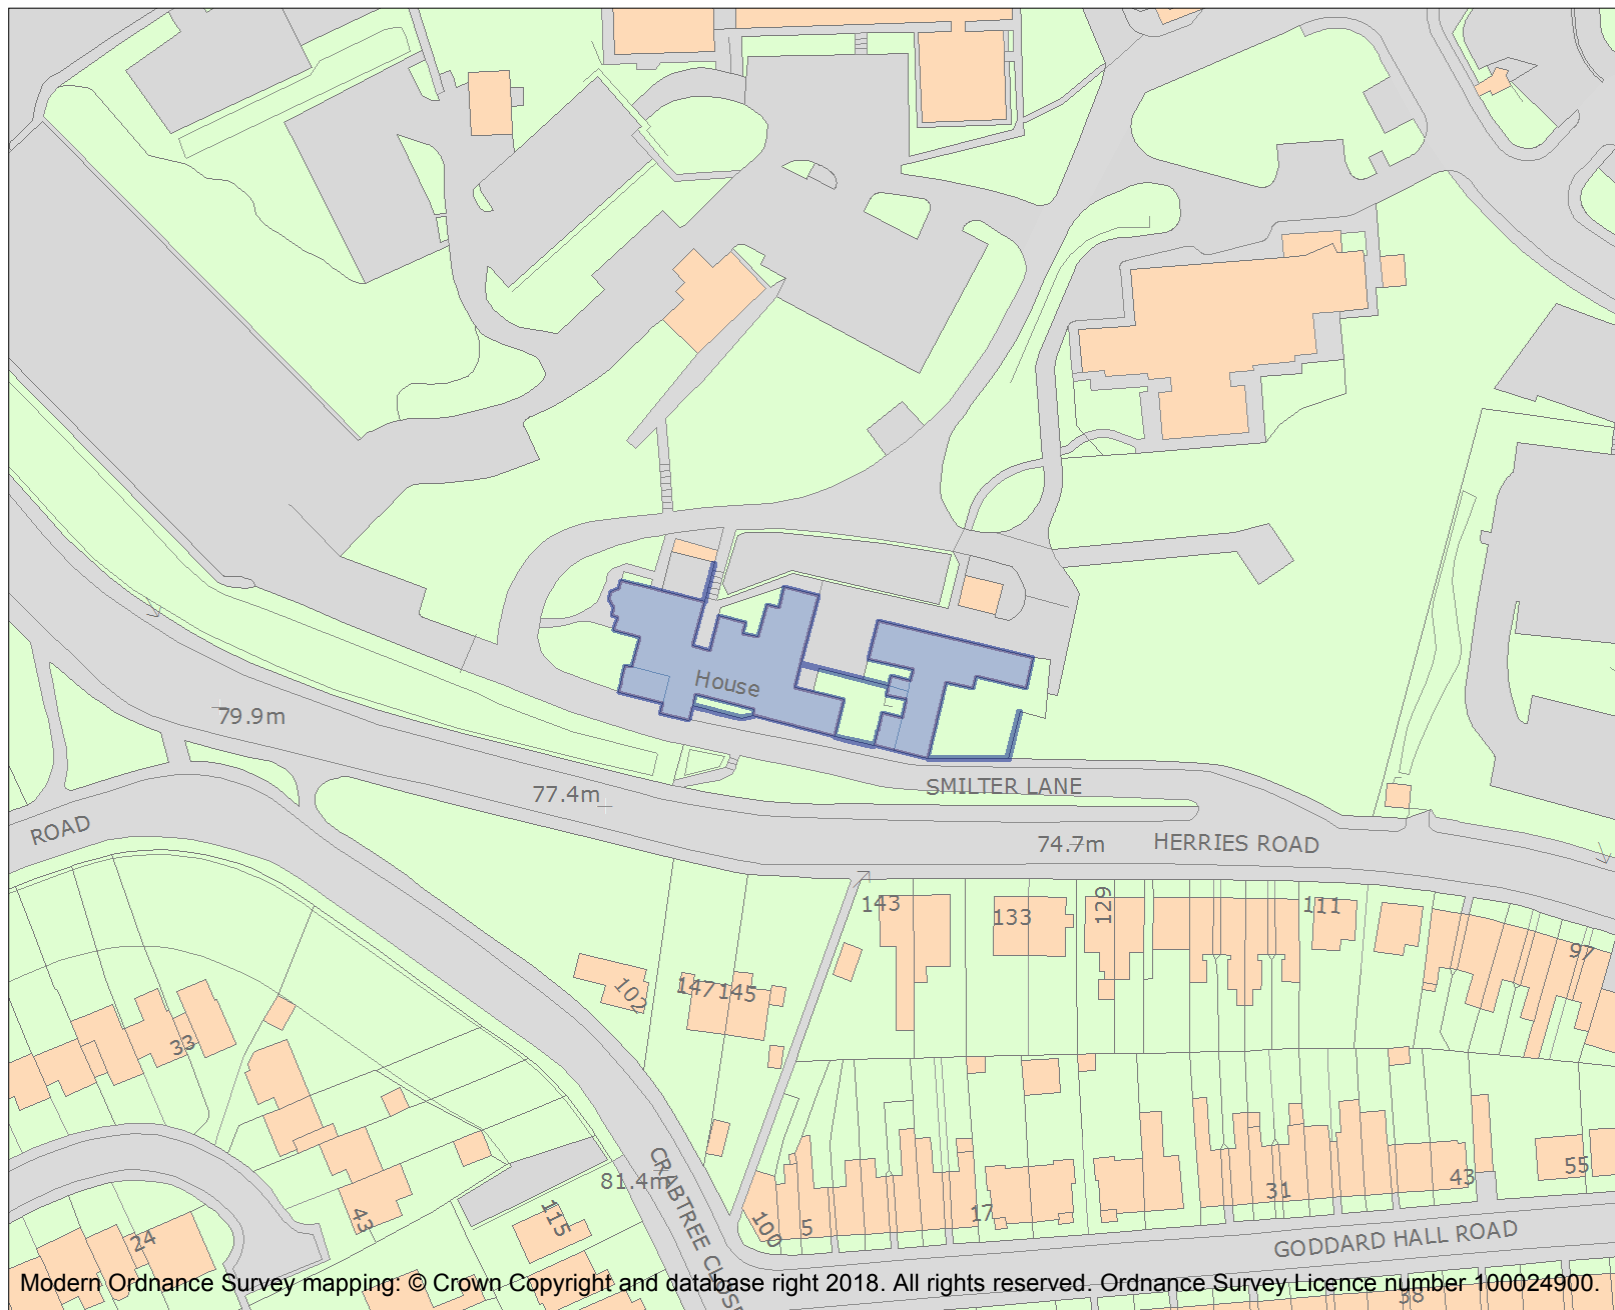 House
79.9m
SMILTER LANE
77.4m
ROAD
74.7m
HERRIES ROAD
143
133
129
111
97
102
147
145
33
81.4m
CRABTREE CLOSE
43
115
24
100
5
17
31
43
55
GODDARD HALL ROAD
38
Modern Ordnance Survey mapping: © Crown Copyright and database right 2018. All rights reserved. Ordnance Survey Licence number 100024900.